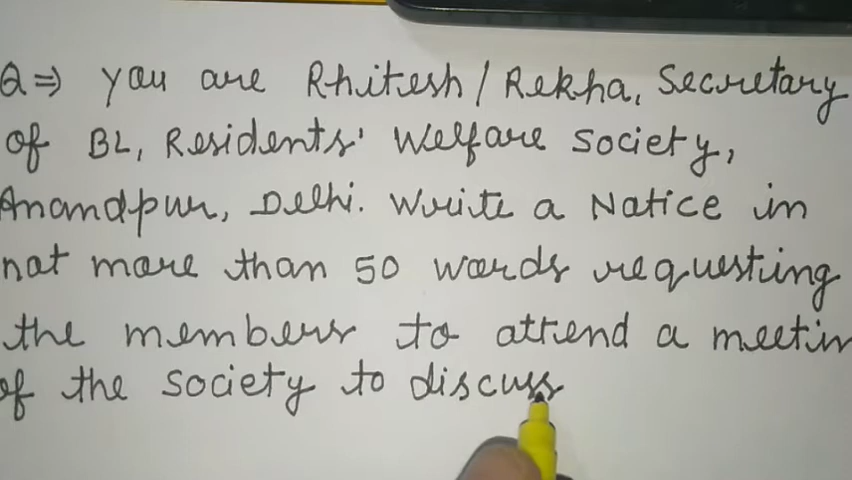 Q⇒ you are Rhitesh/Rekha, Secretary
of BL, Residents' Welfare Society,
Anandpur, Delhi. Write a Notice in
not more than 50 words requesting
the members to attend a meetin
of the society to discuss